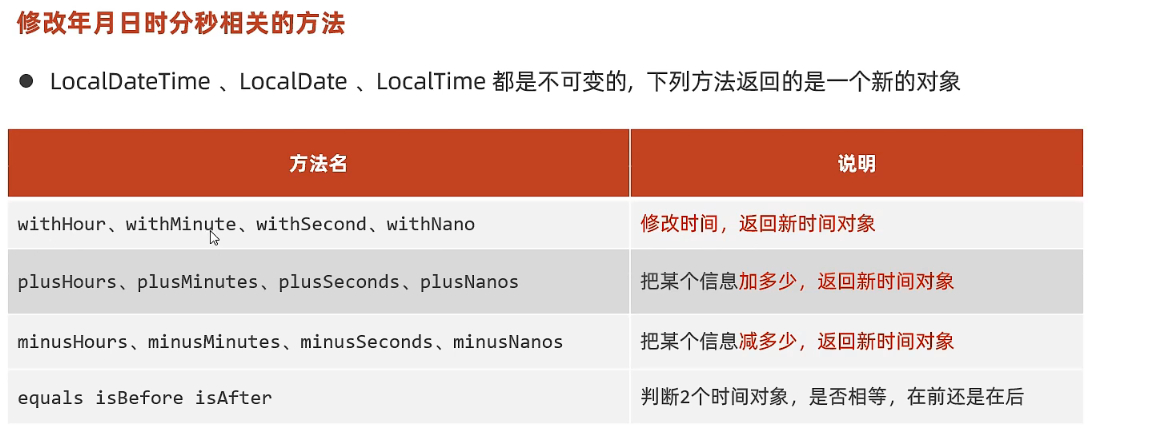 修改年月日时分秒相关的方法
● LocalDateTime 、LocalDate 、LocalTime 都是不可变的, 下列方法返回的是一个新的对象
方法名 说明
withHour、withMinute、withSecond、withNano 修改时间，返回新时间对象
plusHours、plusMinutes、plusSeconds、plusNanos 把某个信息加多少，返回新时间对象
minusHours、minusMinutes、minusSeconds、minusNanos 把某个信息减多少，返回新时间对象
equals isBefore isAfter 判断2个时间对象，是否相等，在前还是在后